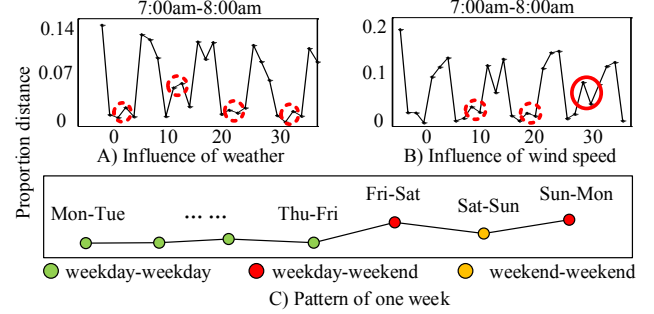 7:00am-8:00am
7:00am-8:00am
0.14
0.07
0
0 10 20 30
0.2
0.1
0
0 10 20 30
A) Influence of weather
B) Influence of wind speed
Proportion distance
Mon-Tue ... ... Thu-Fri Fri-Sat Sat-Sun Sun-Mon
weekday-weekday weekday-weekend weekend-weekend
C) Pattern of one week